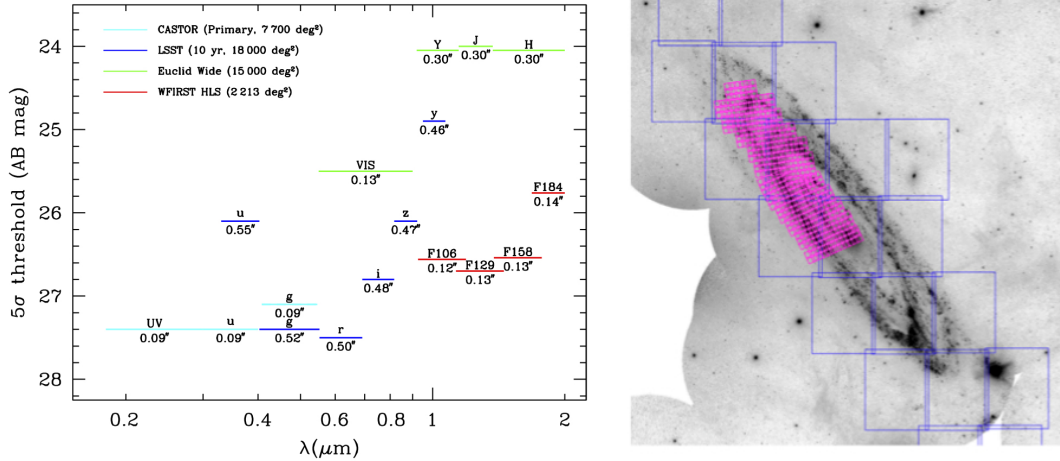 CASTOR (Primary, 7 700 deg²)
LSST (10 yr, 18 000 deg²)
Euclid Wide (15 000 deg²)
WFIRST HLS (2 213 deg²)
Y
0.30″
J
0.30″
H
0.30″
y
0.46″
VIS
0.13″
F184
0.14″
u
0.55″
z
0.47″
F106
0.12″
F129
0.13″
F158
0.13″
i
0.48″
g
0.09″
UV
0.09″
u
0.09″
g
0.52″
r
0.50″
24
25
26
27
28
5σ threshold (AB mag)
0.2
0.4
0.6
0.8
1
2
λ(μm)